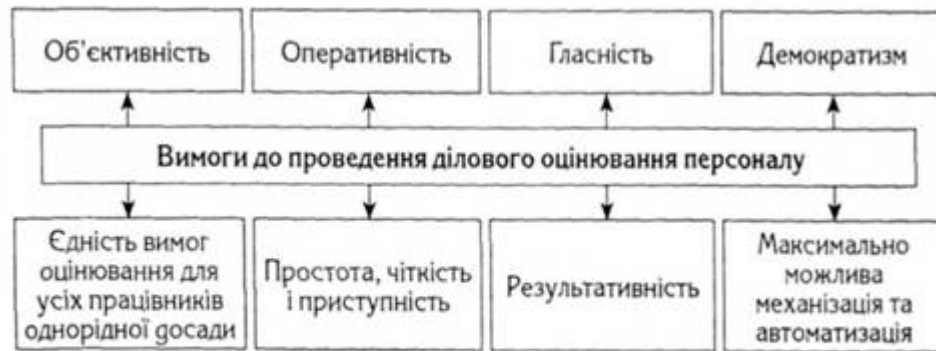 Об'єктивність
Оперативність
Гласність
Демократизм
Вимоги до проведення ділового оцінювання персоналу
Єдність вимог
оцінювання для
усіх працівників
однорідної досади
Простота, чіткість
і приступність
Результативність
Максимально
можлива
механізація та
автоматизація